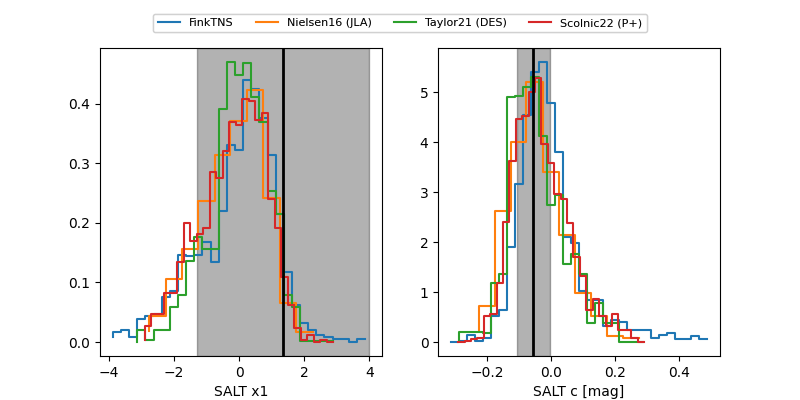 FinkTNS Nielsen16 (JLA) Taylor21 (DES) Scolnic22 (P+)
0.4
0.3
0.2
0.1
0.0
−4 −2 0 2 4
SALT x1
5
4
3
2
1
0
−0.2 0.0 0.2 0.4
SALT c [mag]